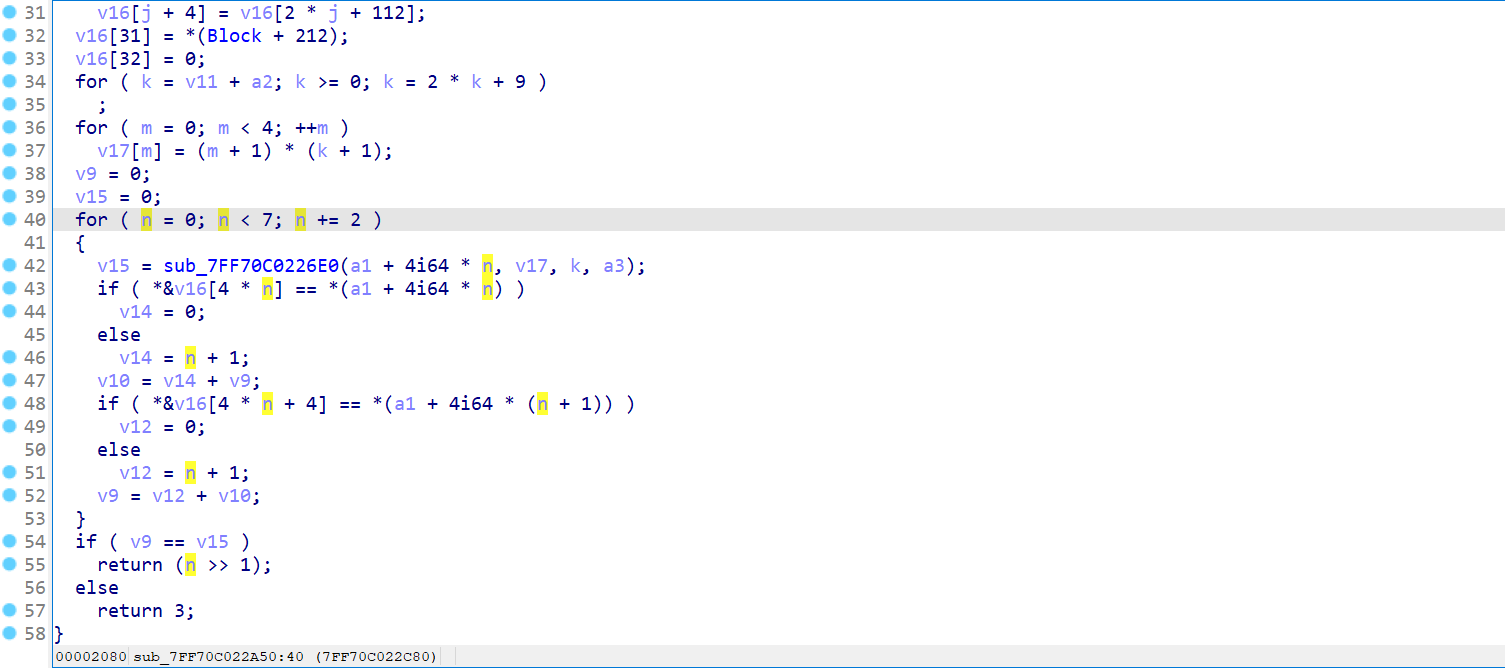 31 v16[j + 4] = v16[2 * j + 112];
32 v16[31] = *(Block + 212);
33 v16[32] = 0;
34 for ( k = v11 + a2; k >= 0; k = 2 * k + 9 )
35 ;
36 for ( m = 0; m < 4; ++m )
37 v17[m] = (m + 1) * (k + 1);
38 v9 = 0;
39 v15 = 0;
40 for ( n = 0; n < 7; n += 2 )
41 {
42 v15 = sub_7FF70C0226E0(a1 + 4i64 * n, v17, k, a3);
43 if ( *&v16[4 * n] == *(a1 + 4i64 * n) )
44 v14 = 0;
45 else
46 v14 = n + 1;
47 v10 = v14 + v9;
48 if ( *&v16[4 * n + 4] == *(a1 + 4i64 * (n + 1)) )
49 v12 = 0;
50 else
51 v12 = n + 1;
52 v9 = v12 + v10;
53 }
54 if ( v9 == v15 )
55 return (n >> 1);
56 else
57 return 3;
58 }
00002080 sub_7FF70C022A50:40 (7FF70C022C80)